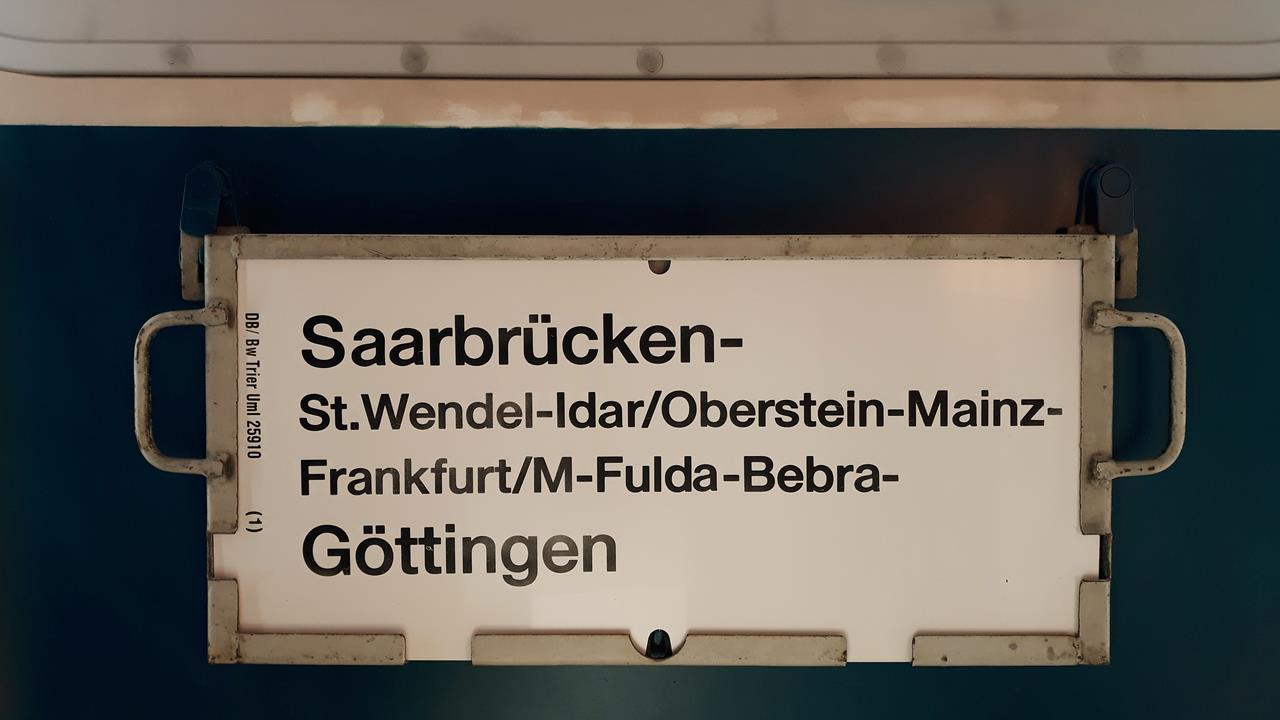 Saarbrücken-
St.Wendel-Idar/Oberstein-Mainz-
Frankfurt/M-Fulda-Bebra-
Göttingen
DB/ Bw Trier Uml 25910 (1)